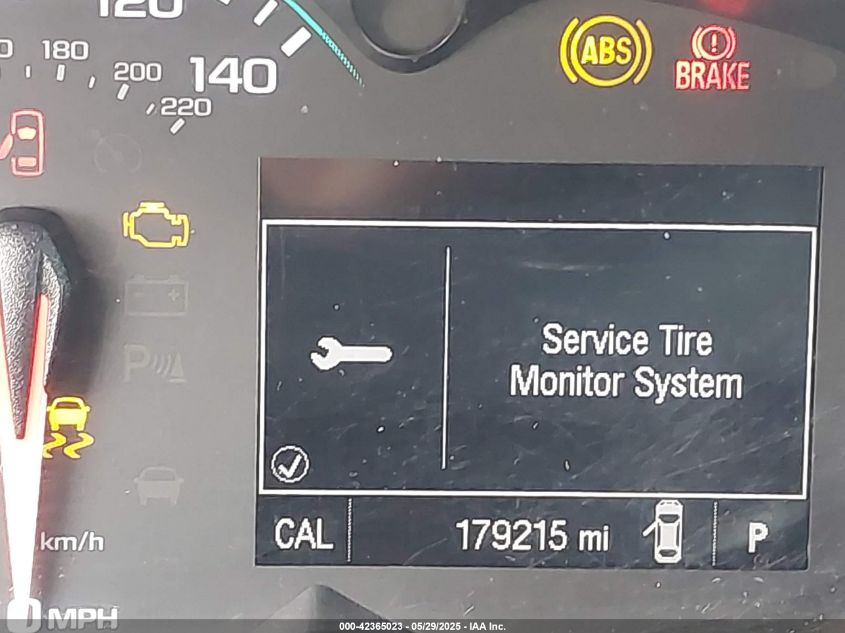 120
180
200
140
220
ABS
BRAKE
Service Tire
Monitor System
P
CAL 179215 mi P
km/h
0 MPH
000-42365023 - 05/29/2025 - IAA Inc.